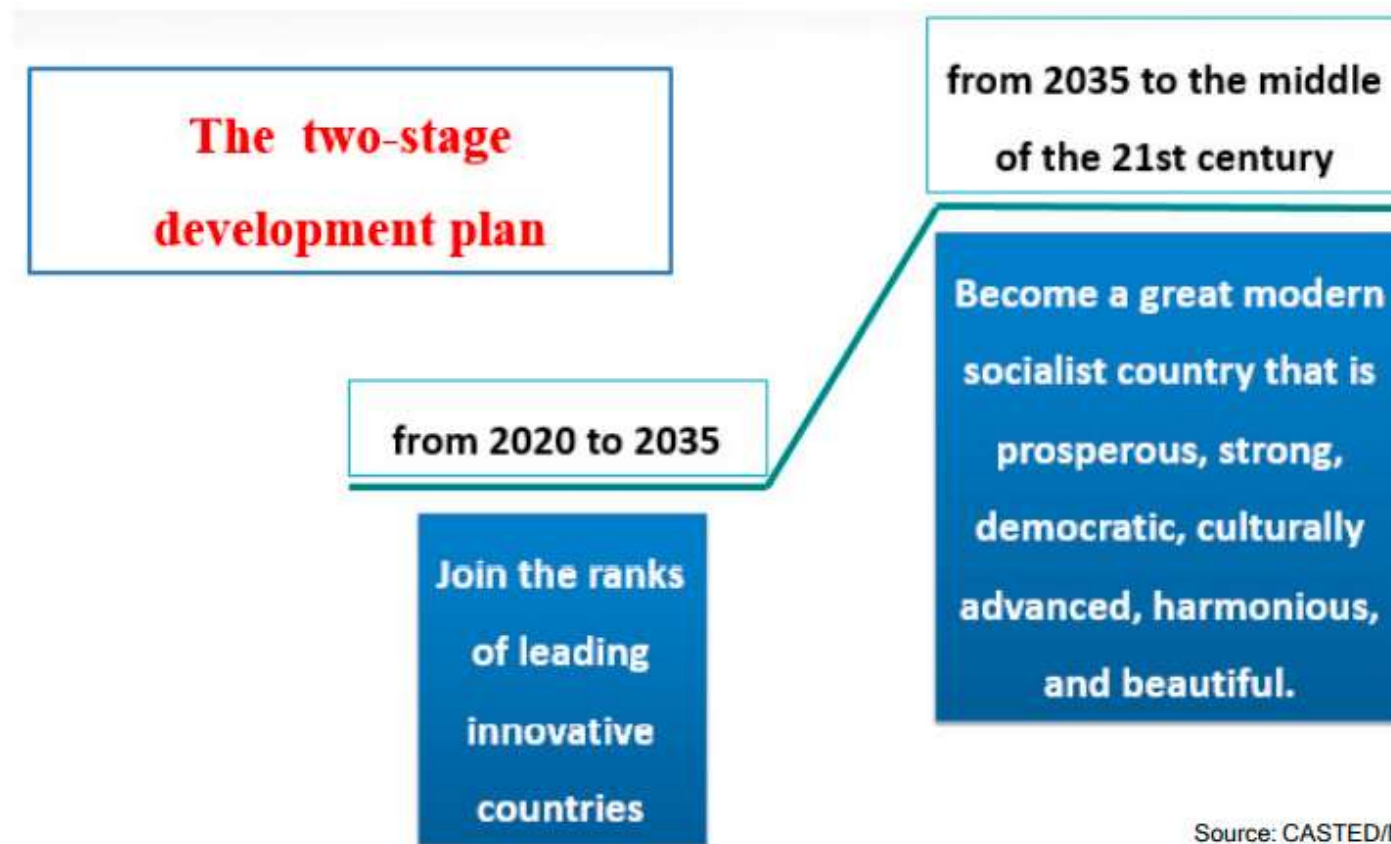 The two-stage
development plan
from 2020 to 2035
Join the ranks
of leading
innovative
countries
from 2035 to the middle
of the 21st century
Become a great modern
socialist country that is
prosperous, strong,
democratic, culturally
advanced, harmonious,
and beautiful.
Source: CASTED/